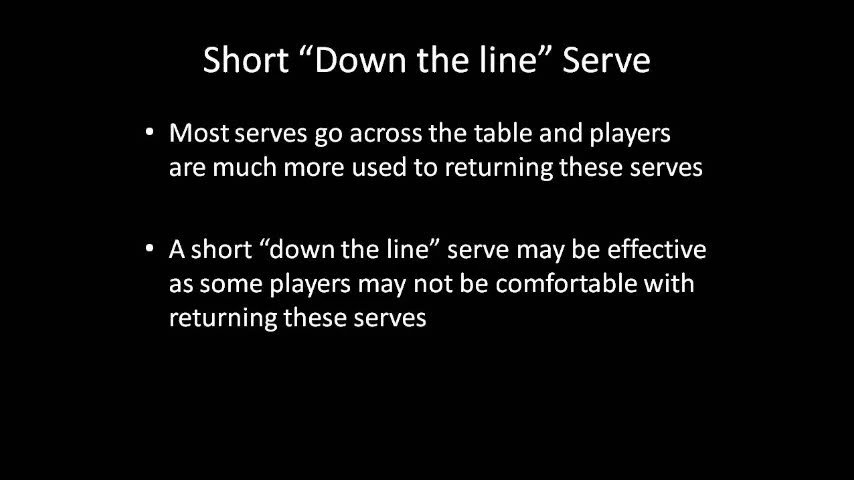 Short “Down the line” Serve
• Most serves go across the table and players
are much more used to returning these serves
• A short “down the line” serve may be effective
as some players may not be comfortable with
returning these serves